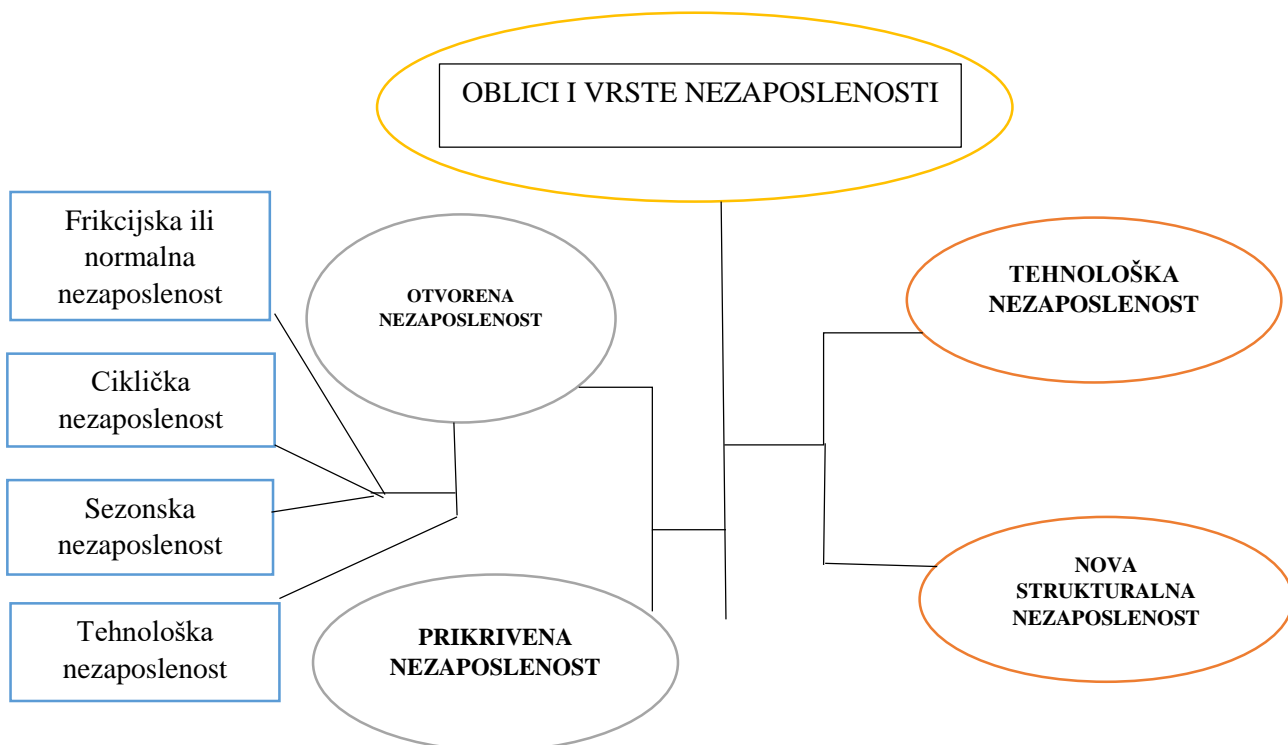 OBLICI I VRSTE NEZAPOSLENOSTI
Frikcijska ili
normalna
nezaposlenost
Ciklička
nezaposlenost
Sezonska
nezaposlenost
Tehnološka
nezaposlenost
OTVORENA
NEZAPOSLENOST
PRIKRIVENA
NEZAPOSLENOST
TEHNOLOŠKA
NEZAPOSLENOST
NOVA
STRUKTURALNA
NEZAPOSLENOST